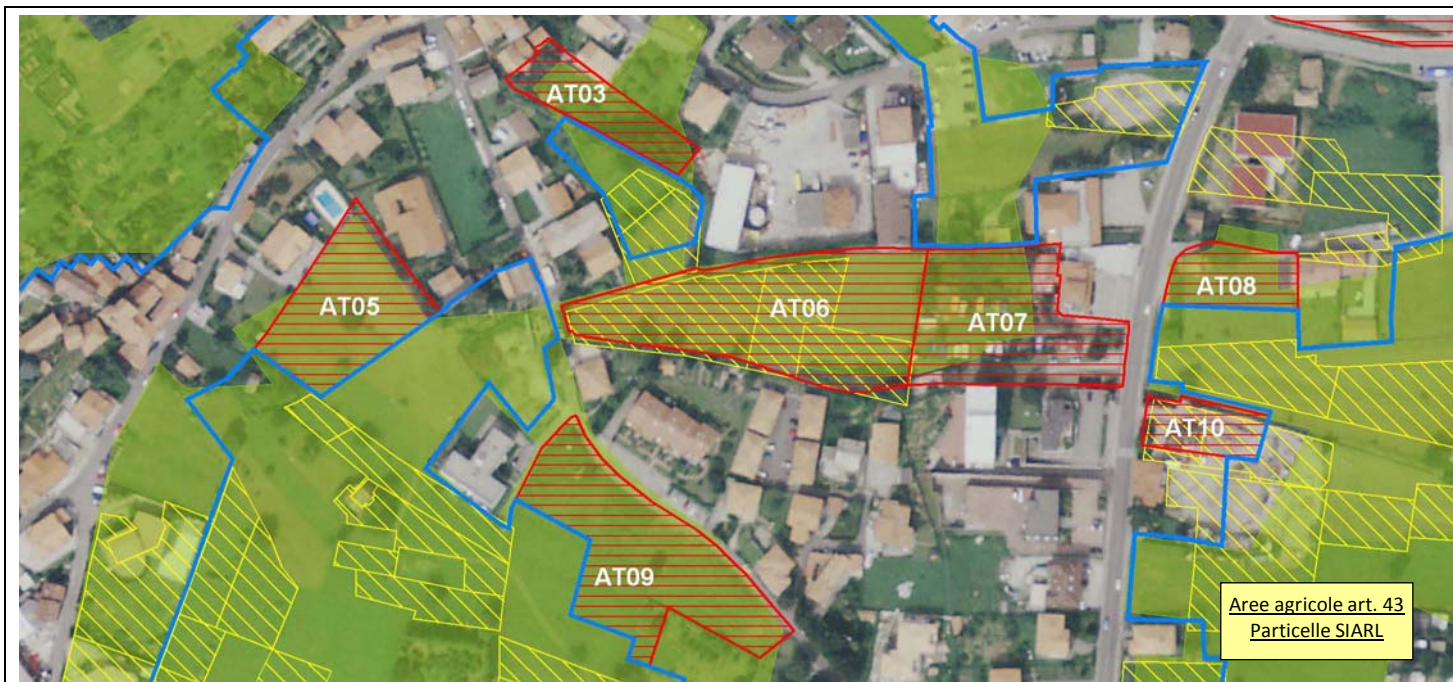 AT03
AT05
AT06
AT07
AT08
AT10
AT09
Aree agricole art. 43
Particelle SIARL